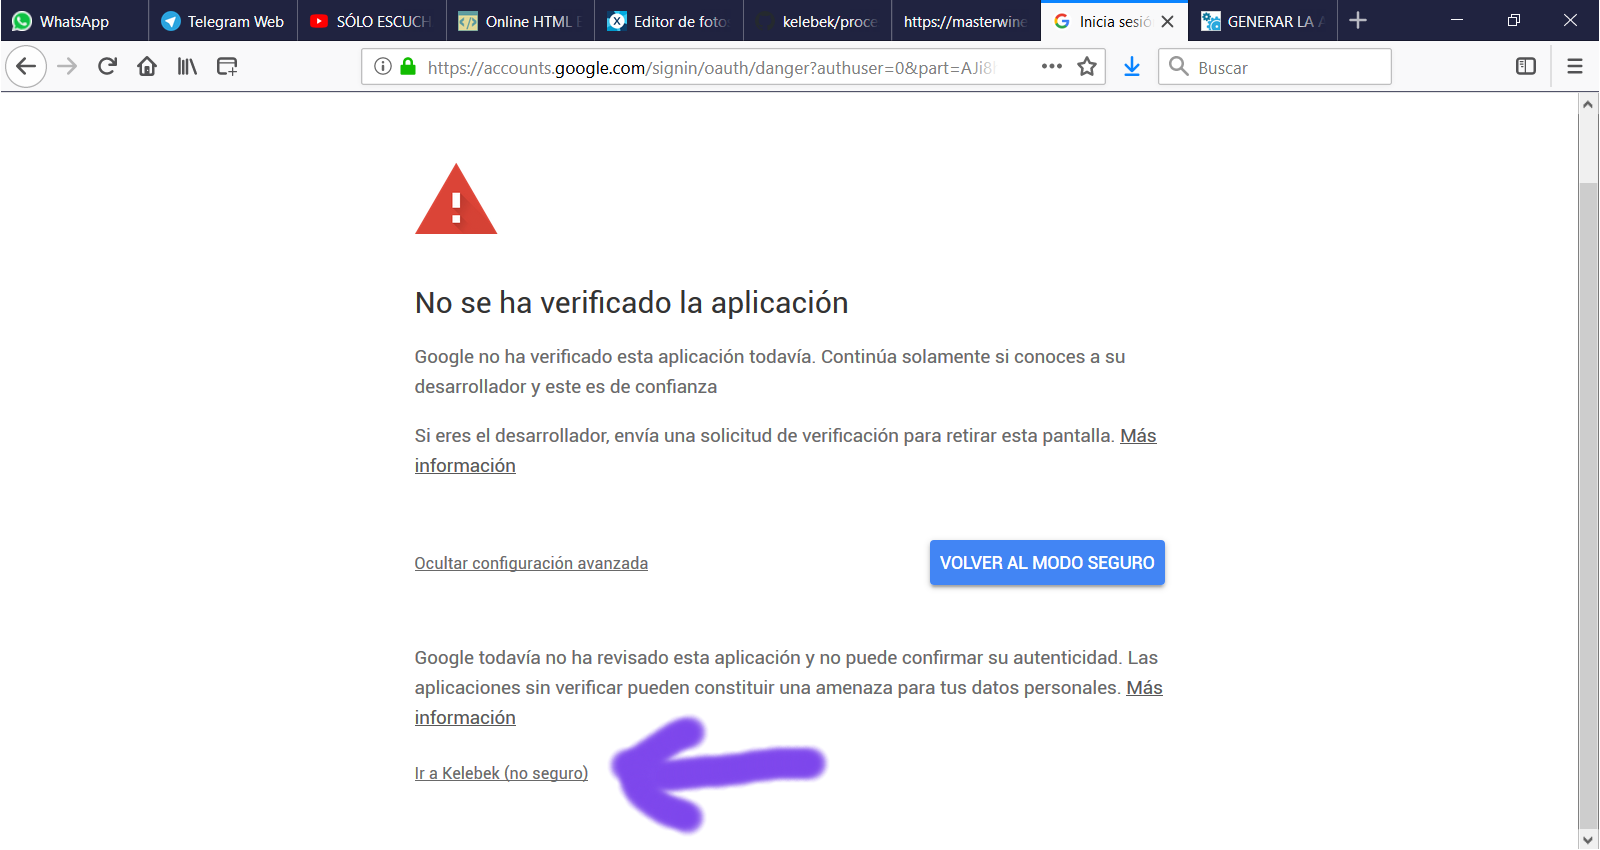 WhatsApp
Telegram Web
SÓLO ESCUCH
Online HTML E
Editor de foto
kelebek/proce
https://masterwine
Inicia sesió
GENERAR LA A
https://accounts.google.com/signin/oauth/danger?authuser=0&part=AJi8
Buscar
No se ha verificado la aplicación
Google no ha verificado esta aplicación todavía. Continúa solamente si conoces a su
desarrollador y este es de confianza
Si eres el desarrollador, envía una solicitud de verificación para retirar esta pantalla. Más
información
Ocultar configuración avanzada
VOLVER AL MODO SEGURO
Google todavía no ha revisado esta aplicación y no puede confirmar su autenticidad. Las
aplicaciones sin verificar pueden constituir una amenaza para tus datos personales. Más
información
Ir a Kelebek (no seguro)